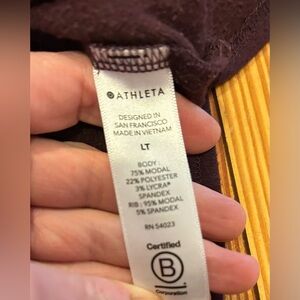 ATHLETA
DESIGNED IN
SAN FRANCISCO
MADE IN VIETNAM
LT
BODY:
75% MODAL
22% POLYESTER
3% LYCRA®
SPANDEX
RIB: 95% MODAL
5% SPANDEX
RN 54023
Certified
B
Corporation